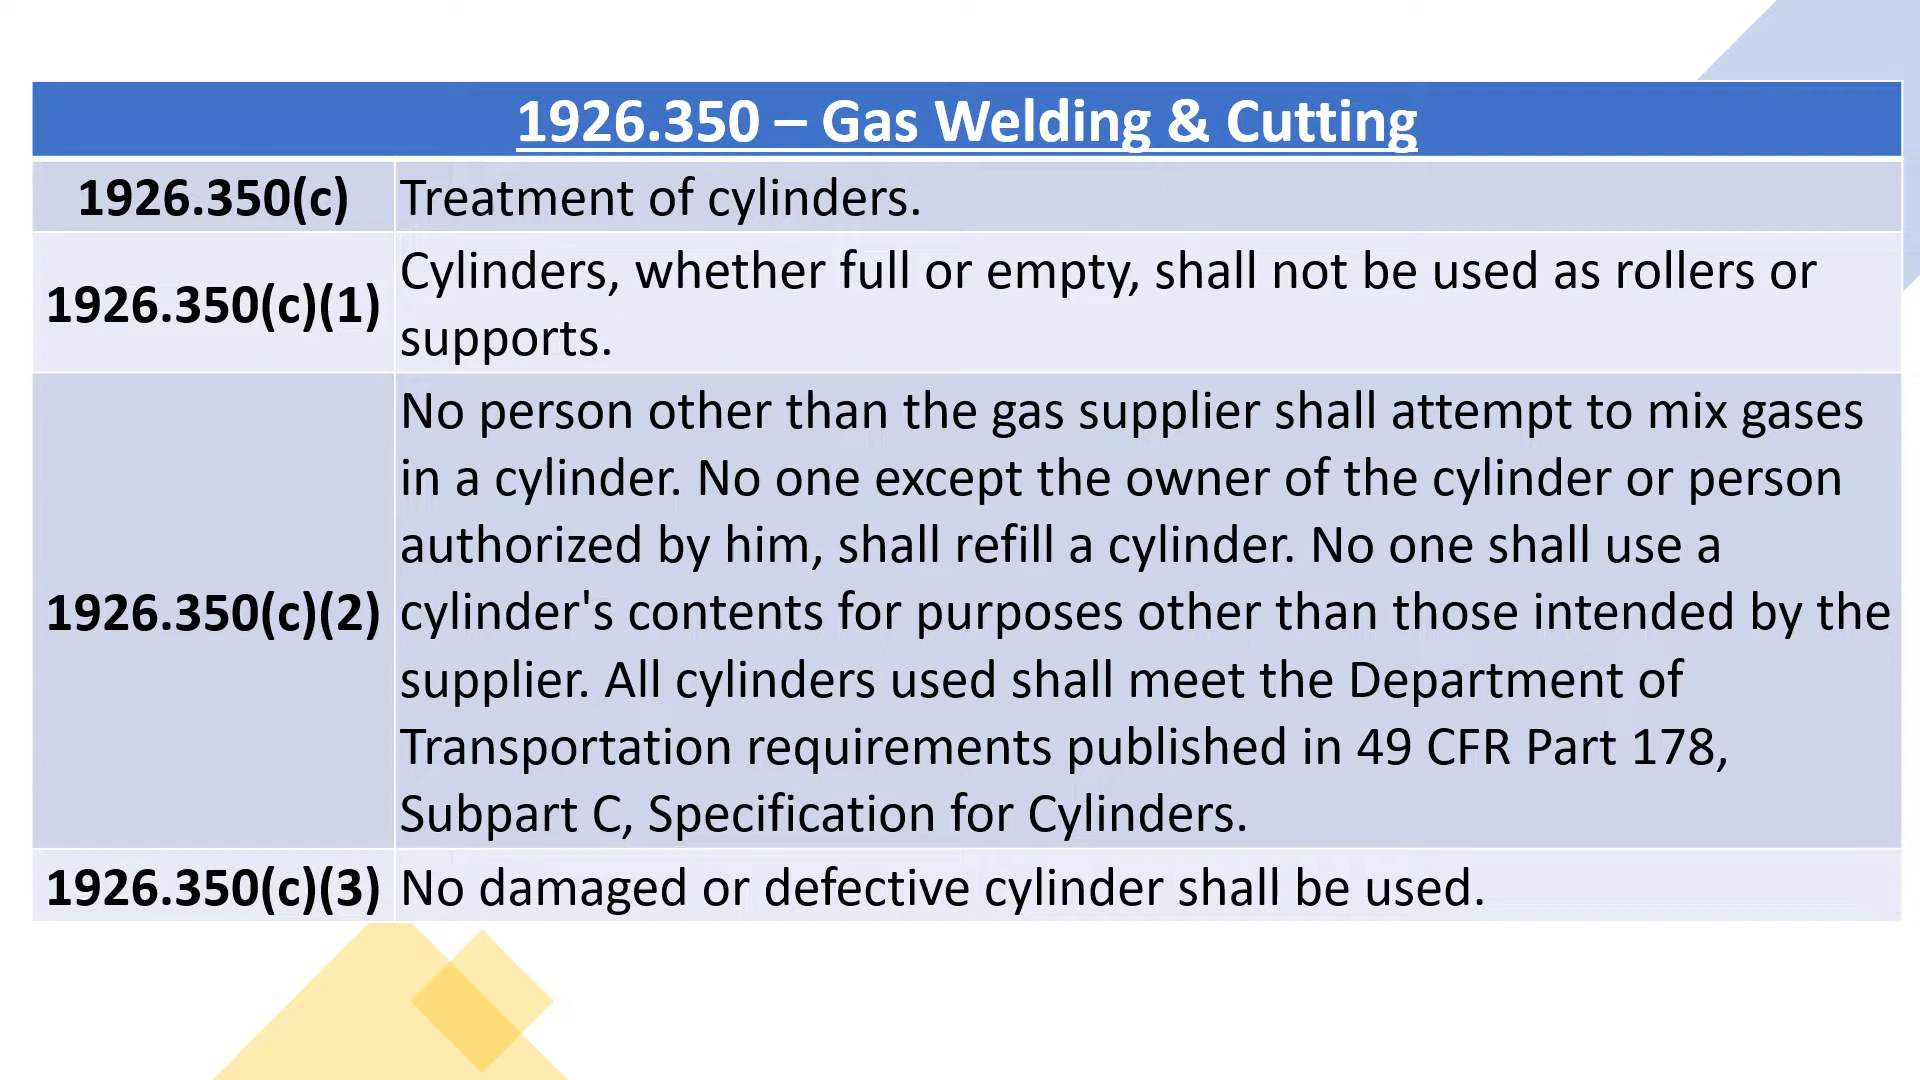 1926.350 – Gas Welding & Cutting
1926.350(c) Treatment of cylinders.
1926.350(c)(1) Cylinders, whether full or empty, shall not be used as rollers or
supports.
1926.350(c)(2) No person other than the gas supplier shall attempt to mix gases
in a cylinder. No one except the owner of the cylinder or person
authorized by him, shall refill a cylinder. No one shall use a
cylinder's contents for purposes other than those intended by the
supplier. All cylinders used shall meet the Department of
Transportation requirements published in 49 CFR Part 178,
Subpart C, Specification for Cylinders.
1926.350(c)(3) No damaged or defective cylinder shall be used.